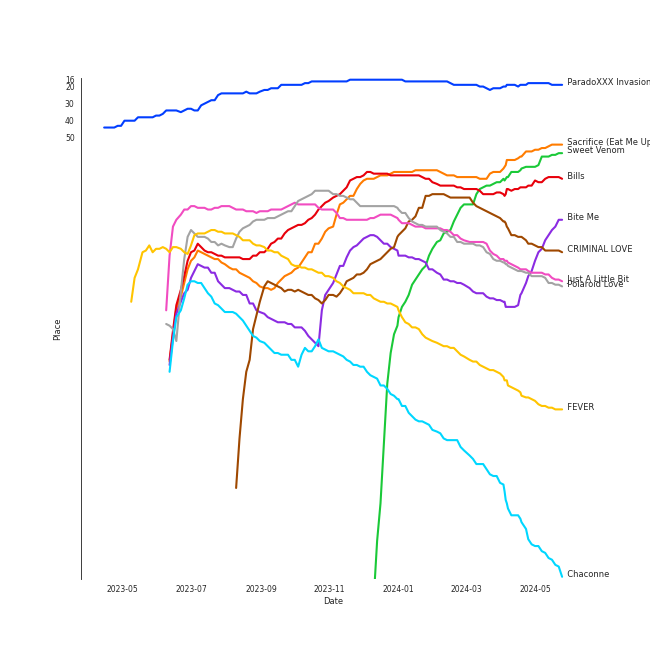 16
20
30
40
50
Place
ParadoXXX Invasion
Sacrifice (Eat Me Up
Sweet Venom
Bills
Bite Me
CRIMINAL LOVE
Just A Little Bit
Polaroid Love
FEVER
Chaconne
2023-05 2023-07 2023-09 2023-11 2024-01 2024-03 2024-05
Date